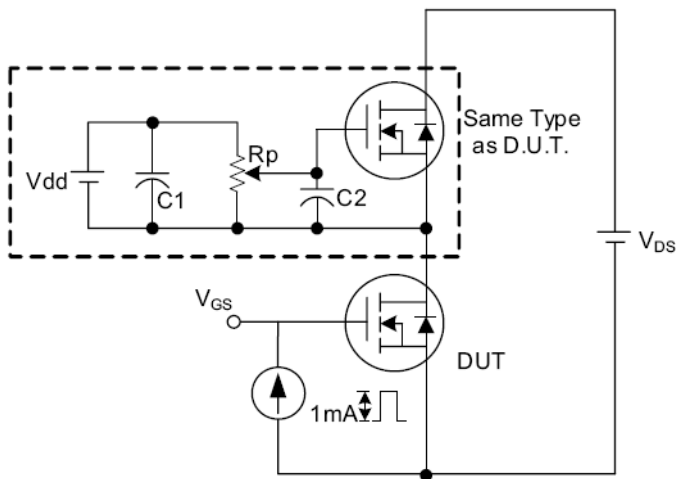 Same Type
as D.U.T.
Rp
Vdd
C1
C2
VDS
VGS
DUT
1mA